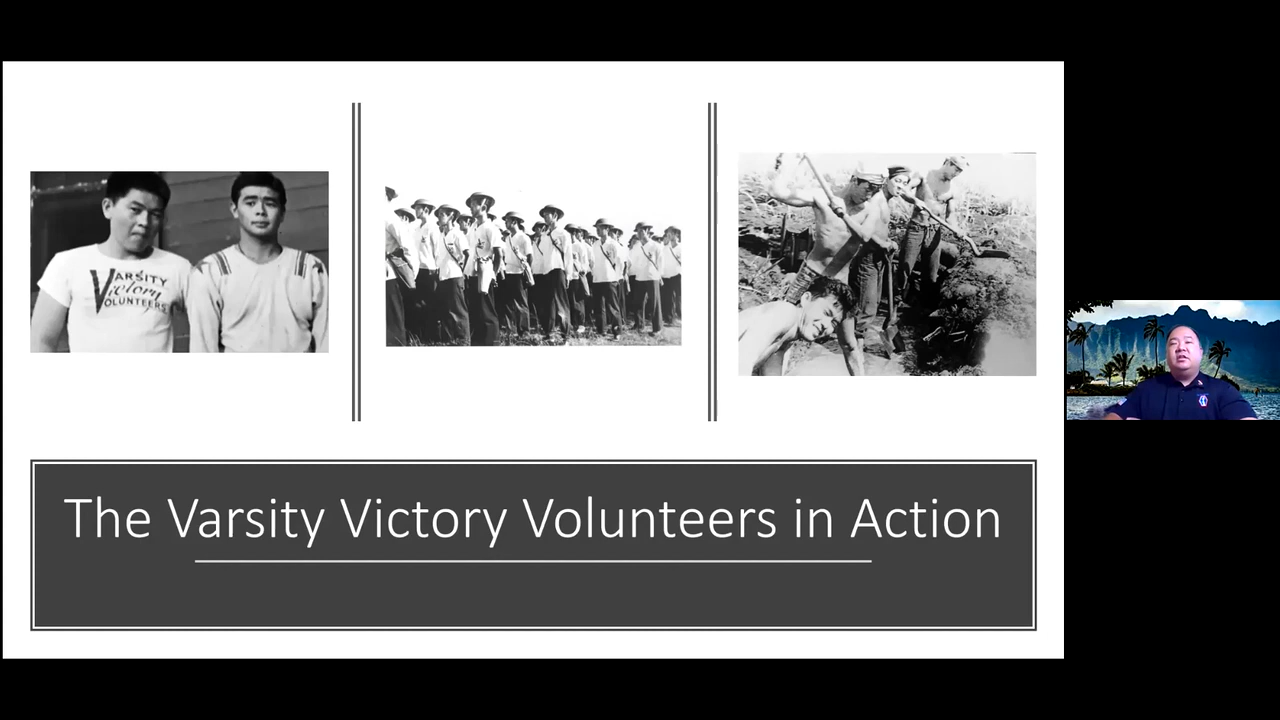 VARSITY
Victory
VOLUNTEERS
The Varsity Victory Volunteers in Action